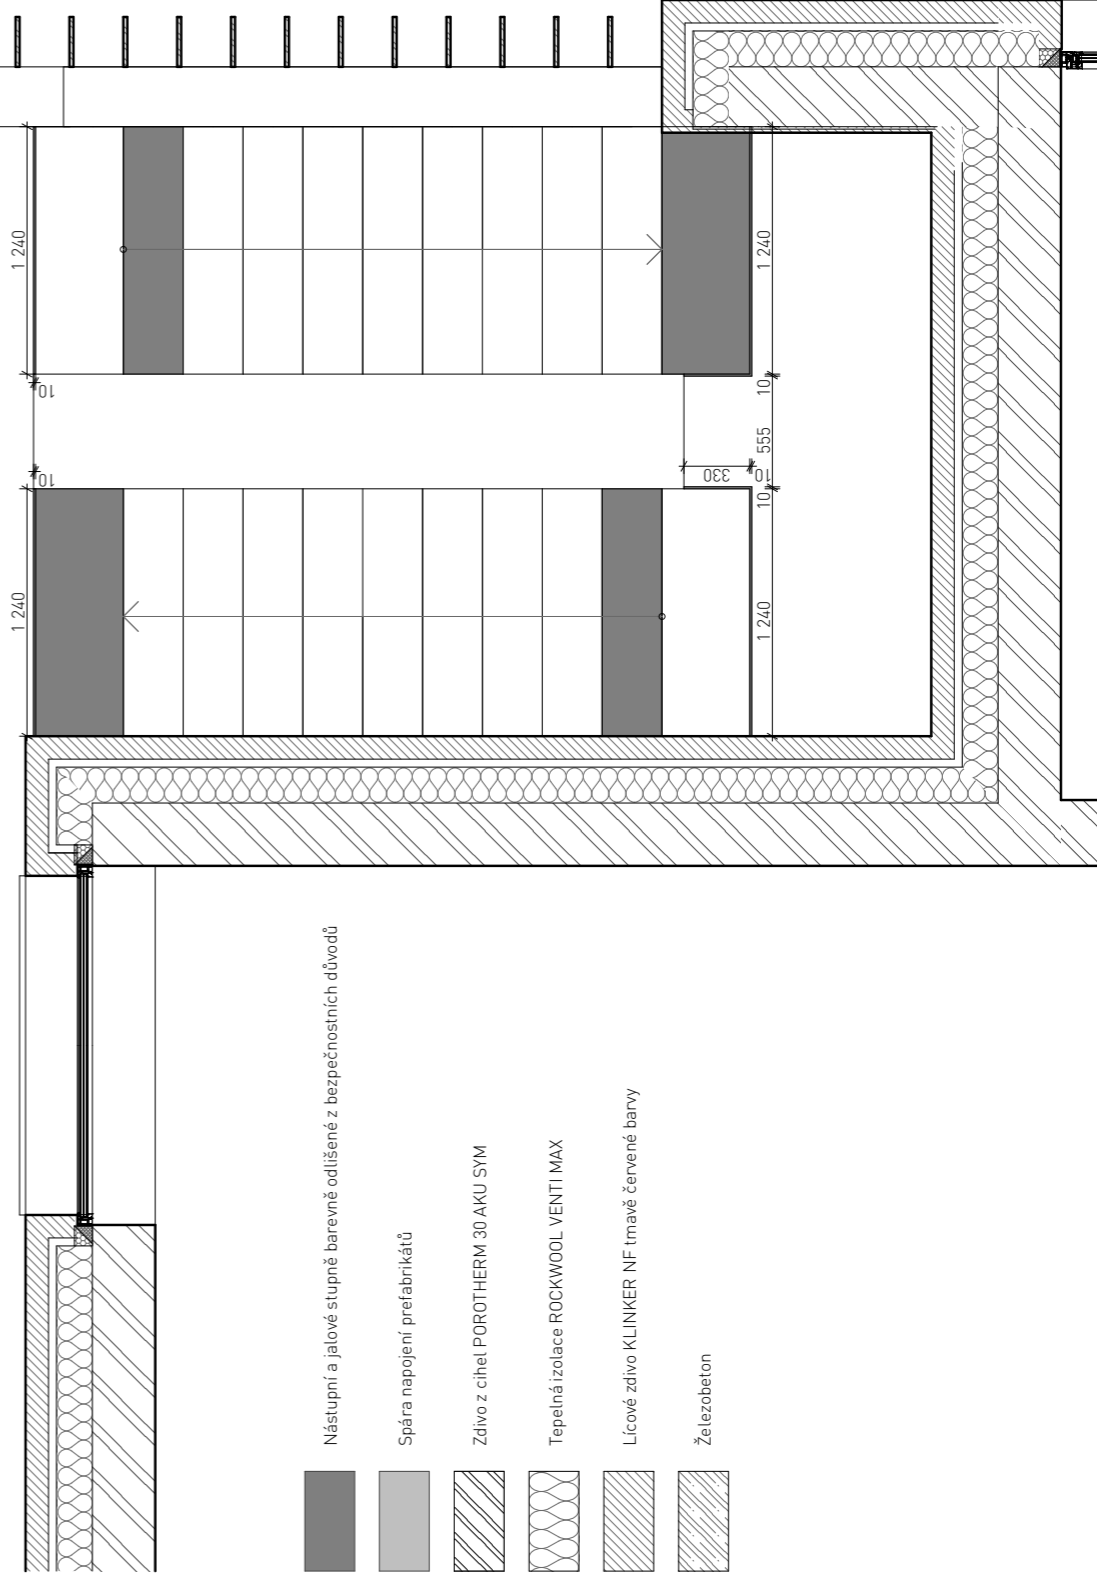 1 240
1 240
10
10
1 240
10
555
10
1 240
330
10
Nástupní a jalové stupně barevně odlišené z bezpečnostních důvodů
Spára napojení prefabrikátů
Zdivo z cihel POROTHERM 30 AKU SYM
Tepelná izolace ROCKWOOL VENTI MAX
Lícové zdivo KLINKER NF tmavě červené barvy
Železobeton